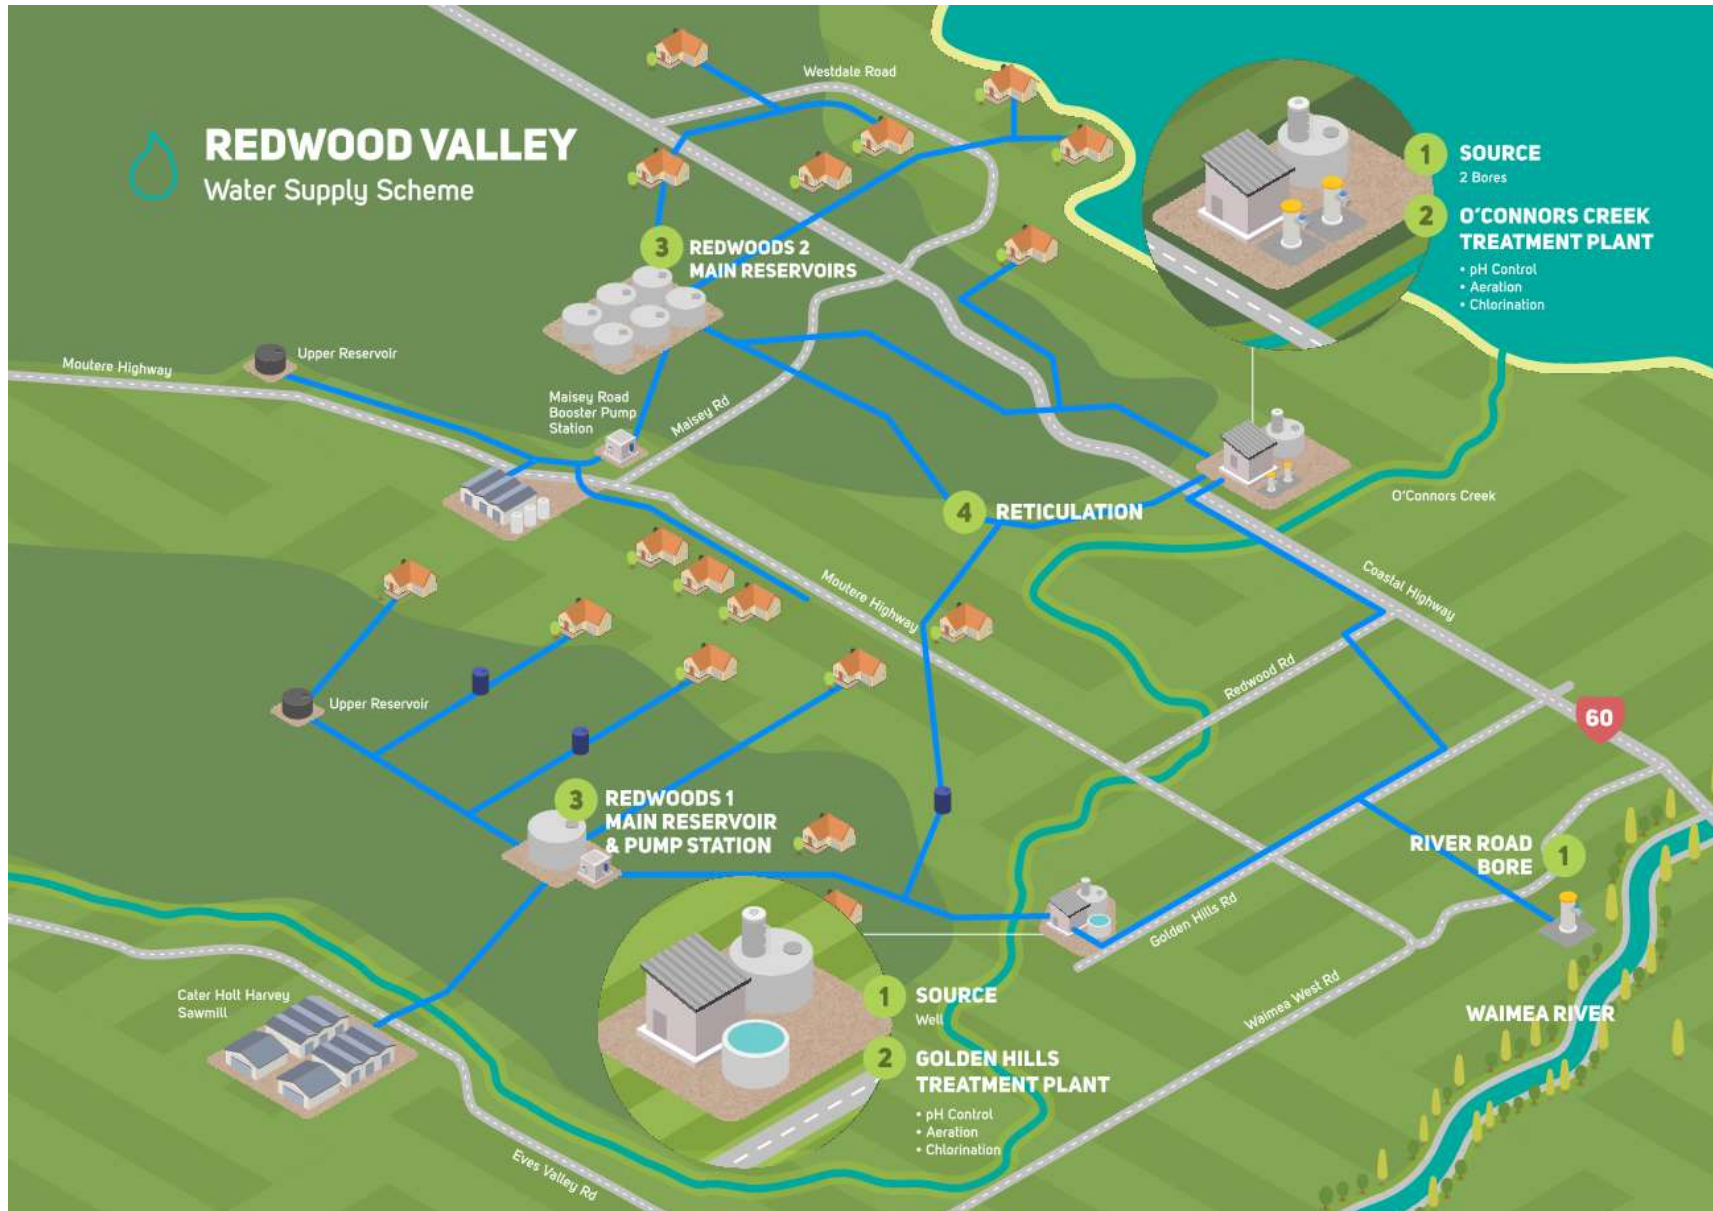 REDWOOD VALLEY
Water Supply Scheme
Westdale Road
1
SOURCE
2 Bores
2
O'CONNORS CREEK
TREATMENT PLANT
• pH Control
• Aeration
• Chlorination
3
REDWOODS 2
MAIN RESERVOIRS
Moutere Highway
Upper Reservoir
Maisey Road
Booster Pump
Station
Maisey Rd
O'Connors Creek
4
RETICULATION
Coastal Highway
Moutere Highway
Redwood Rd
Upper Reservoir
60
3
REDWOODS 1
MAIN RESERVOIR
& PUMP STATION
RIVER ROAD
BORE
1
Golden Hills Rd
Waimea West Rd
Cater Holt Harvey
Sawmill
WAIMEA RIVER
1
SOURCE
Well
2
GOLDEN HILLS
TREATMENT PLANT
• pH Control
• Aeration
• Chlorination
Eves Valley Rd